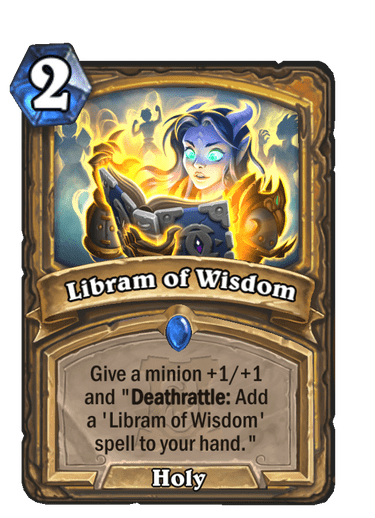 2
Libram of Wisdom
Give a minion +1/+1
and "Deathrattle: Add
a 'Libram of Wisdom'
spell to your hand."
Holy